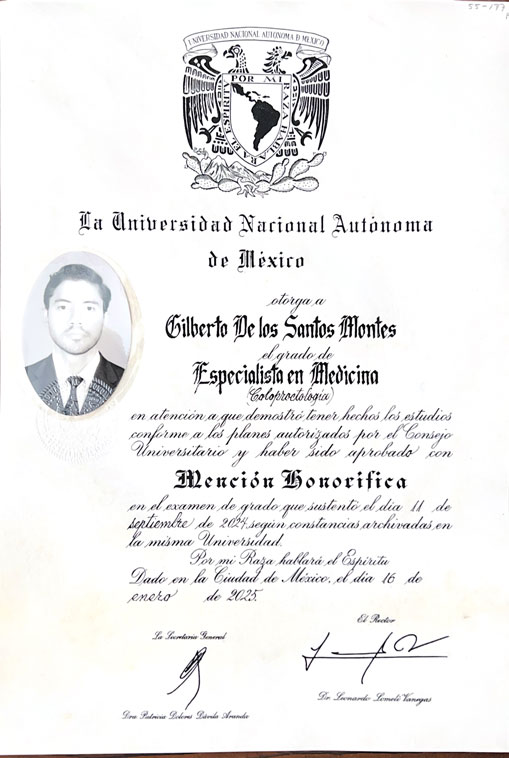 55-177
UNIVERSIDAD NACIONAL AUTONOMA D MEXICO
POR MI RAZA HABLARA EL ESPIRITU
La Universidad Nacional Autónoma
de México
otorga a
Gilberto De los Santos Montes
el grado de
Especialista en Medicina
(Coloproctología)
en atención a que demostró tener hechos los estudios
conforme a los planes autorizados por el Consejo
Universitario y haber sido aprobado con
Mención Honorífica
en el examen de grado que sustentó el día 11 de
septiembre de 2024, según constancias archivadas en
la misma Universidad.
Por mi Raza hablará el Espíritu
Dado en la Ciudad de México, el día 16 de
enero de 2025.
El Rector
La Secretaria General
Dr. Leonardo Lomelí Vanegas
Dra. Patricia Dolores Dávila Aranda